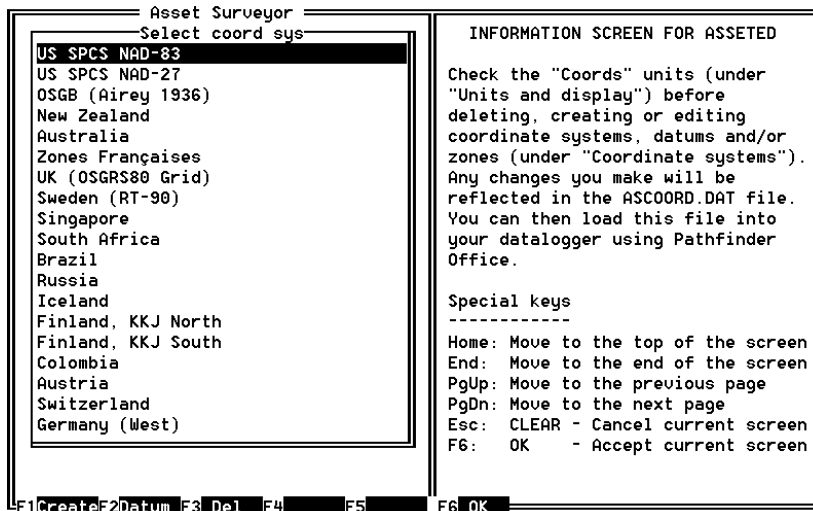 Asset Surveyor
Select coord sys
US SPCS NAD-83
US SPCS NAD-27
OSGB (Airey 1936)
New Zealand
Australia
Zones Françaises
UK (OSGRS80 Grid)
Sweden (RT-90)
Singapore
South Africa
Brazil
Russia
Iceland
Finland, KKJ North
Finland, KKJ South
Colombia
Austria
Switzerland
Germany (West)
INFORMATION SCREEN FOR ASSETED
Check the "Coords" units (under
"Units and display") before
deleting, creating or editing
coordinate systems, datums and/or
zones (under "Coordinate systems").
Any changes you make will be
reflected in the ASCOORD.DAT file.
You can then load this file into
your datalogger using Pathfinder
Office.
Special keys
------------
Home: Move to the top of the screen
End: Move to the end of the screen
PgUp: Move to the previous page
PgDn: Move to the next page
Esc: CLEAR - Cancel current screen
F6: OK - Accept current screen
F1 Create F2 Datum F3 Del F4 F5 F6 OK